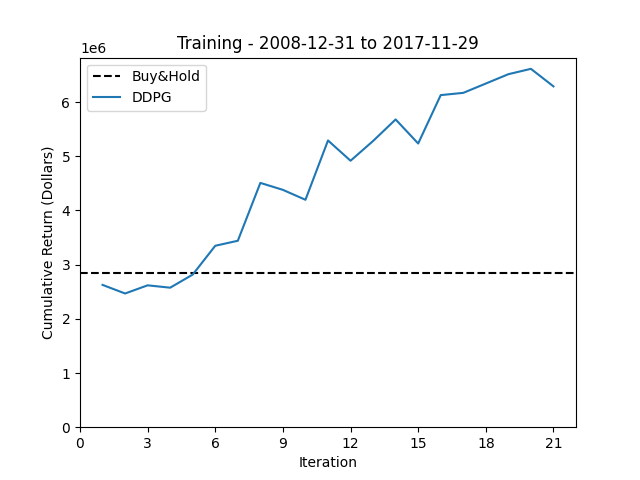 Training - 2008-12-31 to 2017-11-29
1e6
Buy&Hold
DDPG
Cumulative Return (Dollars)
6
5
4
3
2
1
0
0 3 6 9 12 15 18 21
Iteration